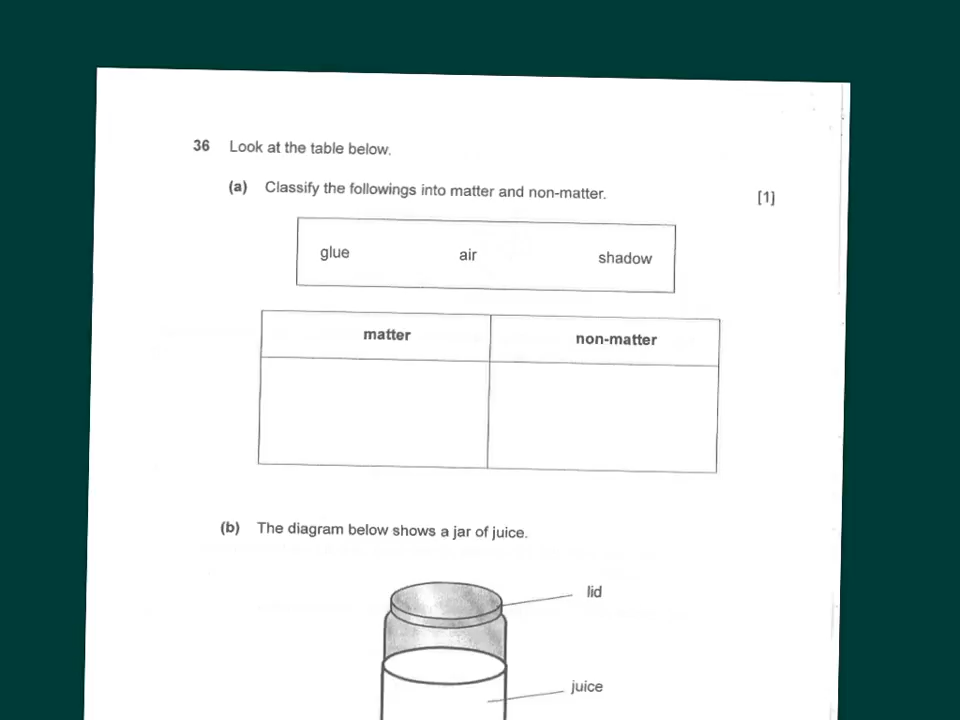 36 Look at the table below.
(a) Classify the followings into matter and non-matter. [1]
glue air shadow
matter non-matter
(b) The diagram below shows a jar of juice.
lid
juice